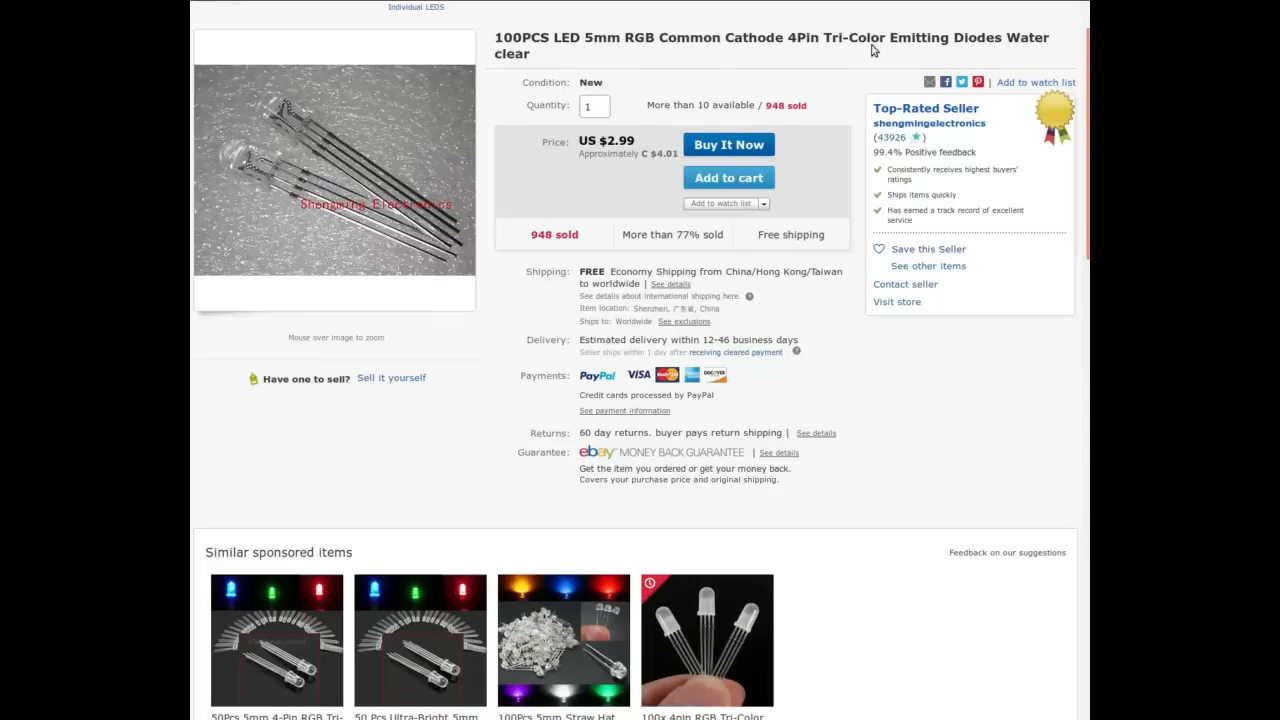 Individual LEDS
100PCS LED 5mm RGB Common Cathode 4Pin Tri-Color Emitting Diodes Water
clear
Condition: New
Add to watch list
Quantity: 1 More than 10 available / 948 sold
Top-Rated Seller
shengmingelectronics
(43926 )
99.4% Positive feedback
Consistently receives highest buyers'
ratings
Ships items quickly
Has earned a track record of excellent
service
Save this Seller
See other items
Contact seller
Visit store
Price: US $2.99 Buy It Now
Approximately C $4.01
Add to cart
Add to watch list
948 sold More than 77% sold Free shipping
Shengming Electronics
Mouse over image to zoom
Have one to sell? Sell it yourself
Shipping: FREE Economy Shipping from China/Hong Kong/Taiwan
to worldwide | See details
See details about international shipping here.
Item location: Shenzhen, 广东省, China
Ships to: Worldwide See exclusions
Delivery: Estimated delivery within 12-46 business days
Seller ships within 1 day after receiving cleared payment
Payments: PayPal VISA MasterCard DISCOVER
Credit cards processed by PayPal
See payment information
Returns: 60 day returns. buyer pays return shipping | See details
Guarantee: ebay MONEY BACK GUARANTEE | See details
Get the item you ordered or get your money back.
Covers your purchase price and original shipping.
Similar sponsored items
Feedback on our suggestions
50Pcs 5mm 4-Pin RGB Tri-
50 Pcs Ultra-Bright 5mm
100Pcs 5mm Straw Hat
100x 4pin RGB Tri-Color